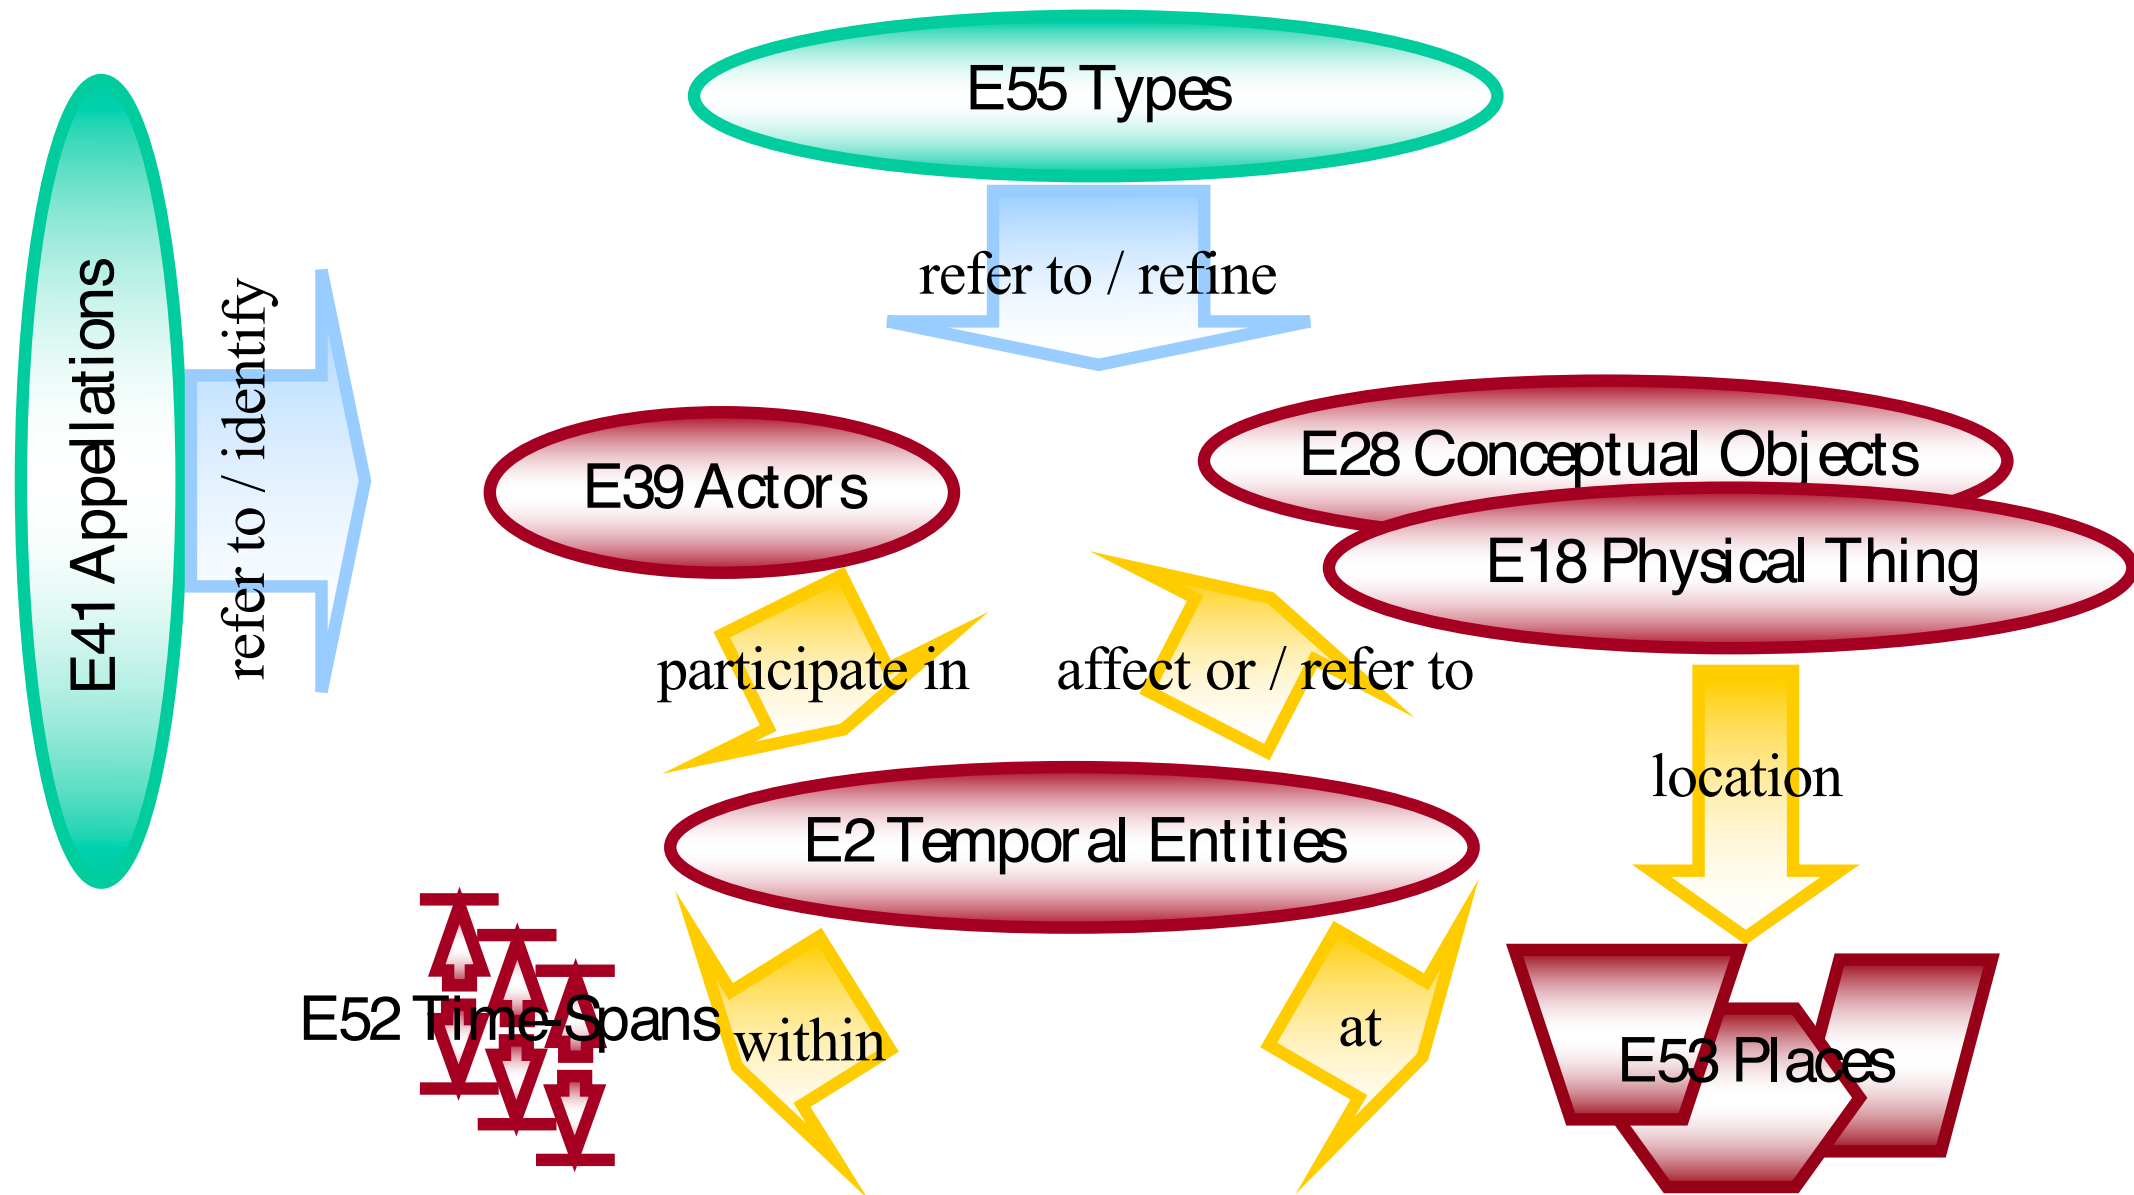 E55 Types
refer to / refine
E41 Appellations
refer to / identify
E39 Actors
E28 Conceptual Objects
E18 Physical Thing
participate in
affect or / refer to
location
E2 Temporal Entities
E52 Time-Spans
within
at
E53 Places